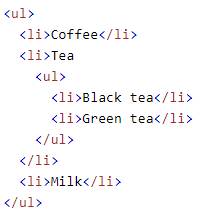 <ul>
  <li>Coffee</li>
  <li>Tea
    <ul>
      <li>Black tea</li>
      <li>Green tea</li>
    </ul>
  </li>
  <li>Milk</li>
</ul>